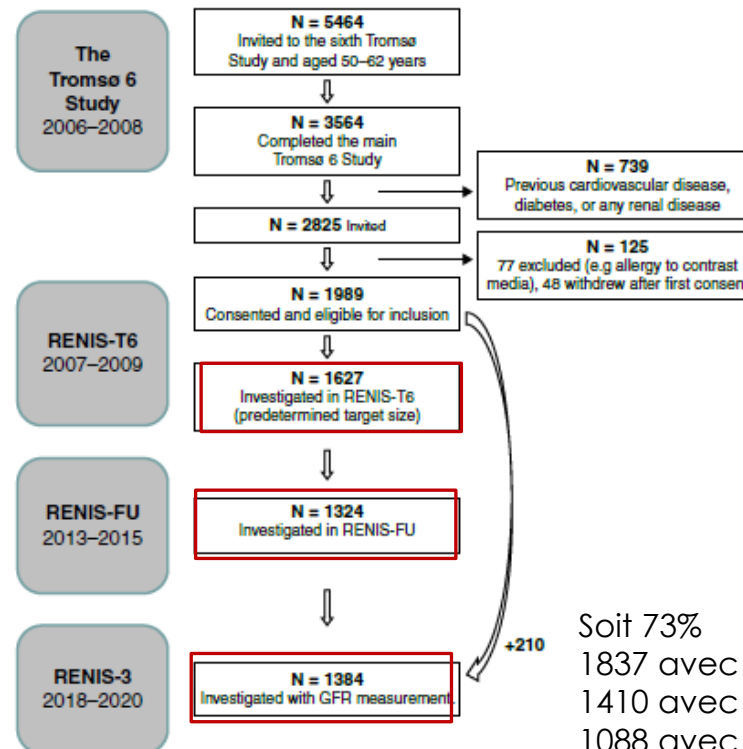 The
Tromsø 6
Study
2006–2008
N = 5464
Invited to the sixth Tromsø
Study and aged 50–62 years
N = 3564
Completed the main
Tromsø 6 Study
N = 739
Previous cardiovascular disease,
diabetes, or any renal disease
N = 2825 Invited
N = 125
77 excluded (e.g allergy to contrast
media), 48 withdrew after first consen
RENIS-T6
2007–2009
N = 1989
Consented and eligible for inclusion
N = 1627
Investigated in RENIS-T6
(predetermined target size)
RENIS-FU
2013–2015
N = 1324
Investigated in RENIS-FU
+210
RENIS-3
2018–2020
N = 1384
Investigated with GFR measurement.
Soit 73%
1837 avec
1410 avec
1088 avec